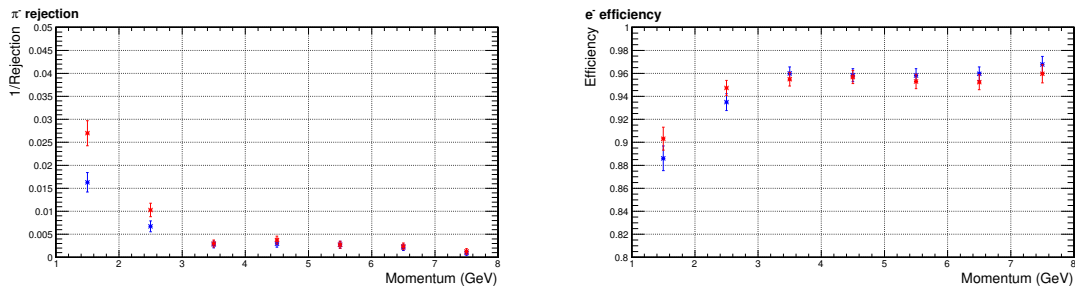 π⁻ rejection
1/Rejection
0.05
0.045
0.04
0.035
0.03
0.025
0.02
0.015
0.01
0.005
0
1 2 3 4 5 6 7 8
Momentum (GeV)
e⁻ efficiency
Efficiency
1
0.98
0.96
0.94
0.92
0.9
0.88
0.86
0.84
0.82
0.8
1 2 3 4 5 6 7 8
Momentum (GeV)